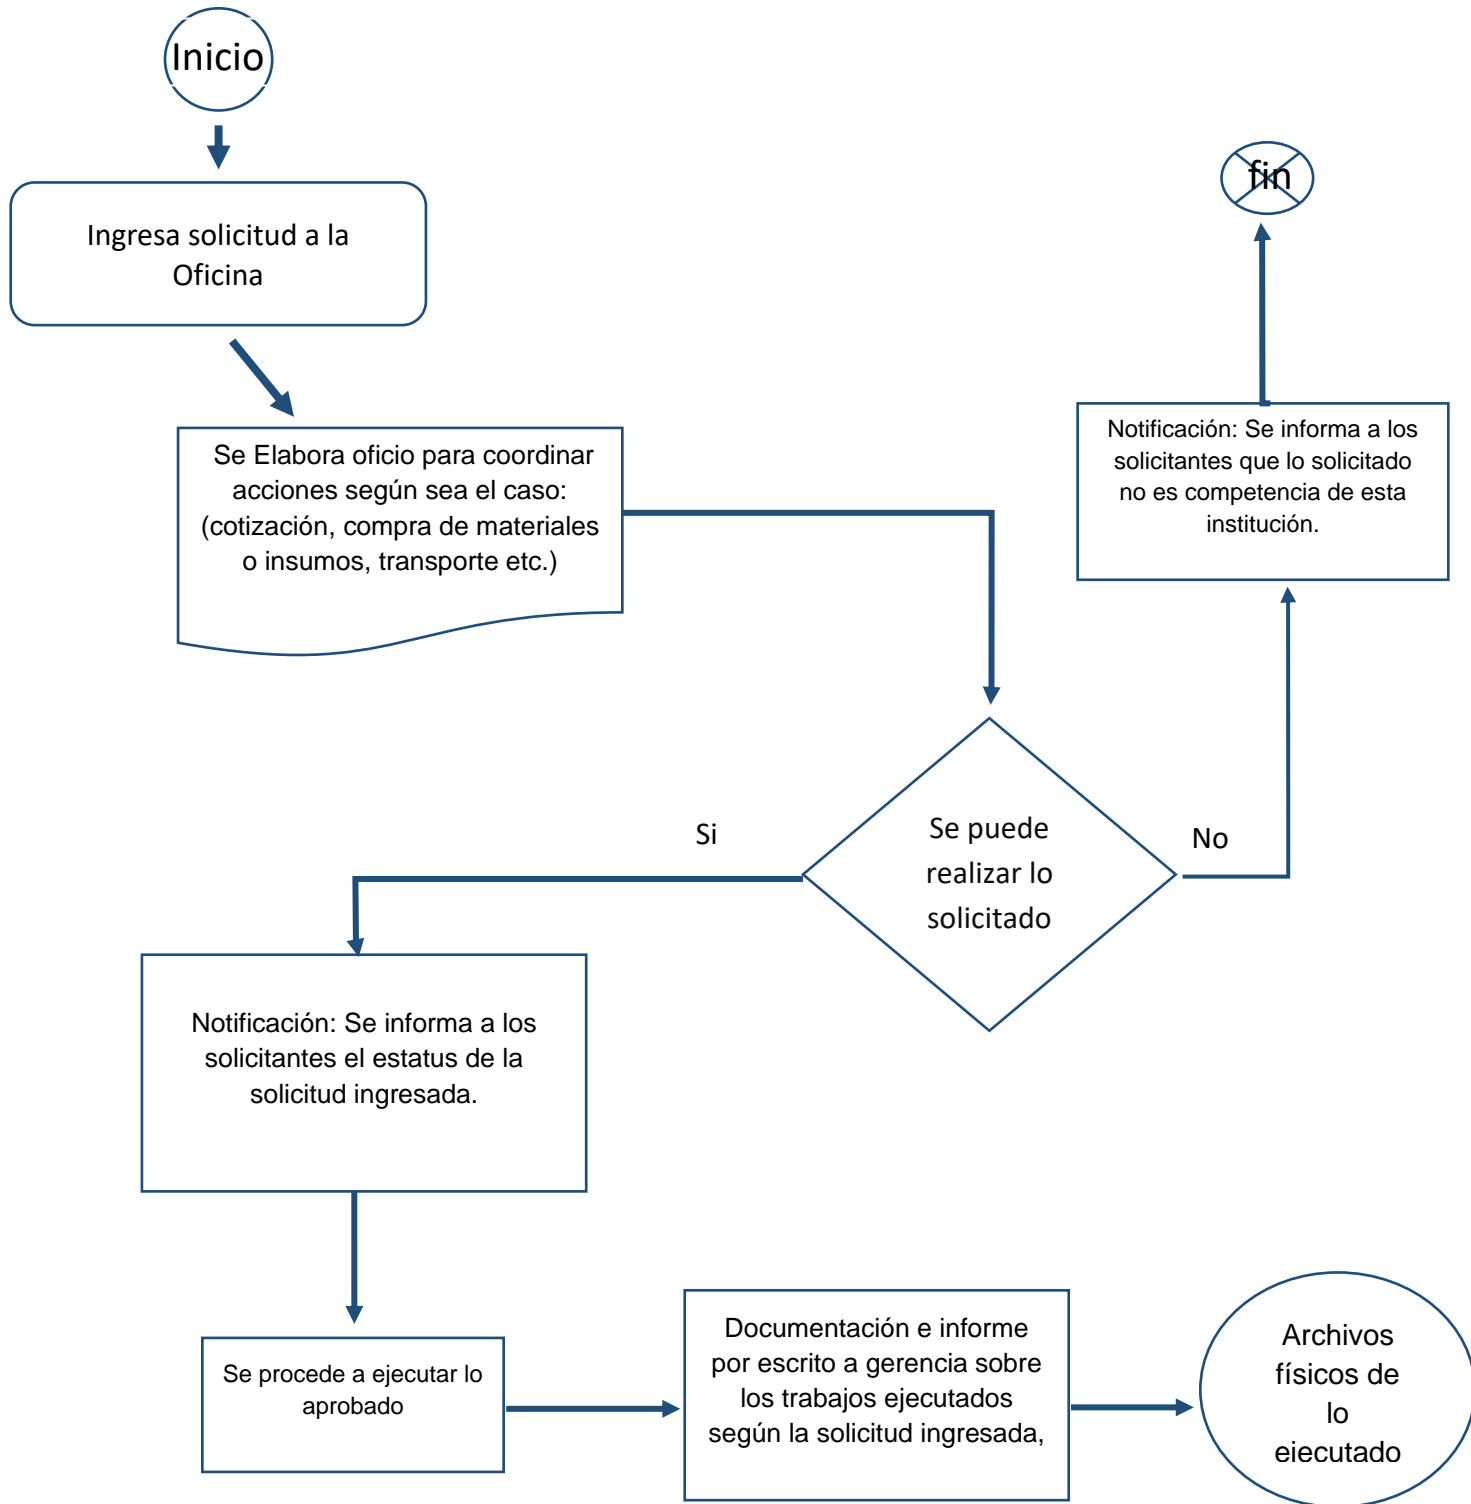 Inicio
Ingresa solicitud a la
Oficina
Se Elabora oficio para coordinar
acciones según sea el caso:
(cotización, compra de materiales
o insumos, transporte etc.)
fin
Notificación: Se informa a los
solicitantes que lo solicitado
no es competencia de esta
institución.
Se puede
realizar lo
solicitado
Si
No
Notificación: Se informa a los
solicitantes el estatus de la
solicitud ingresada.
Se procede a ejecutar lo
aprobado
Documentación e informe
por escrito a gerencia sobre
los trabajos ejecutados
según la solicitud ingresada,
Archivos
físicos de
lo
ejecutado